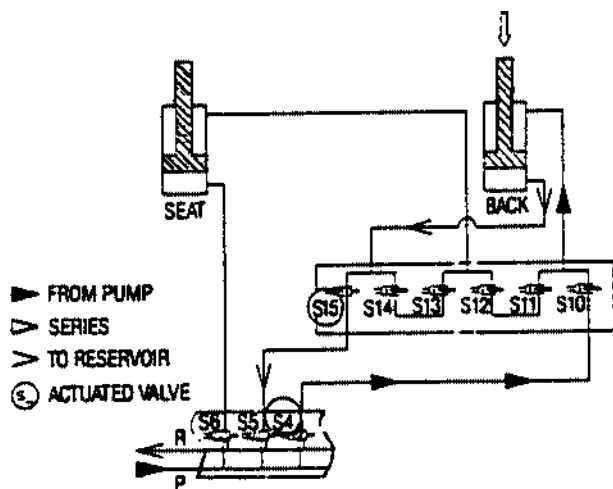 SEAT
BACK
FROM PUMP
SERIES
TO RESERVOIR
ACTUATED VALVE
S15 S14 S13 S12 S11 S10
S6 S5 S4
R
P